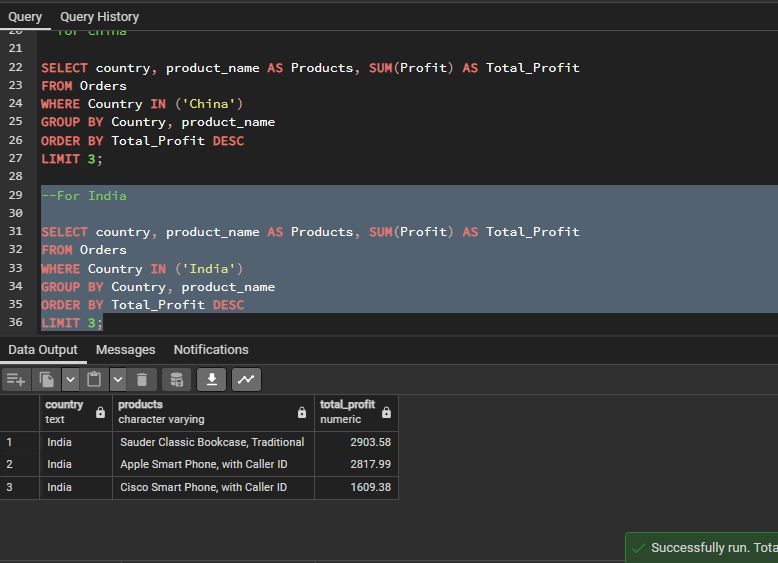 Query Query History
20 --for China
21
22 SELECT country, product_name AS Products, SUM(Profit) AS Total_Profit
23 FROM Orders
24 WHERE Country IN ('China')
25 GROUP BY Country, product_name
26 ORDER BY Total_Profit DESC
27 LIMIT 3;
28
29 --For India
30
31 SELECT country, product_name AS Products, SUM(Profit) AS Total_Profit
32 FROM Orders
33 WHERE Country IN ('India')
34 GROUP BY Country, product_name
35 ORDER BY Total_Profit DESC
36 LIMIT 3;
Data Output Messages Notifications
country products total_profit
text character varying numeric
1 India Sauder Classic Bookcase, Traditional 2903.58
2 India Apple Smart Phone, with Caller ID 2817.99
3 India Cisco Smart Phone, with Caller ID 1609.38
Successfully run. Tota